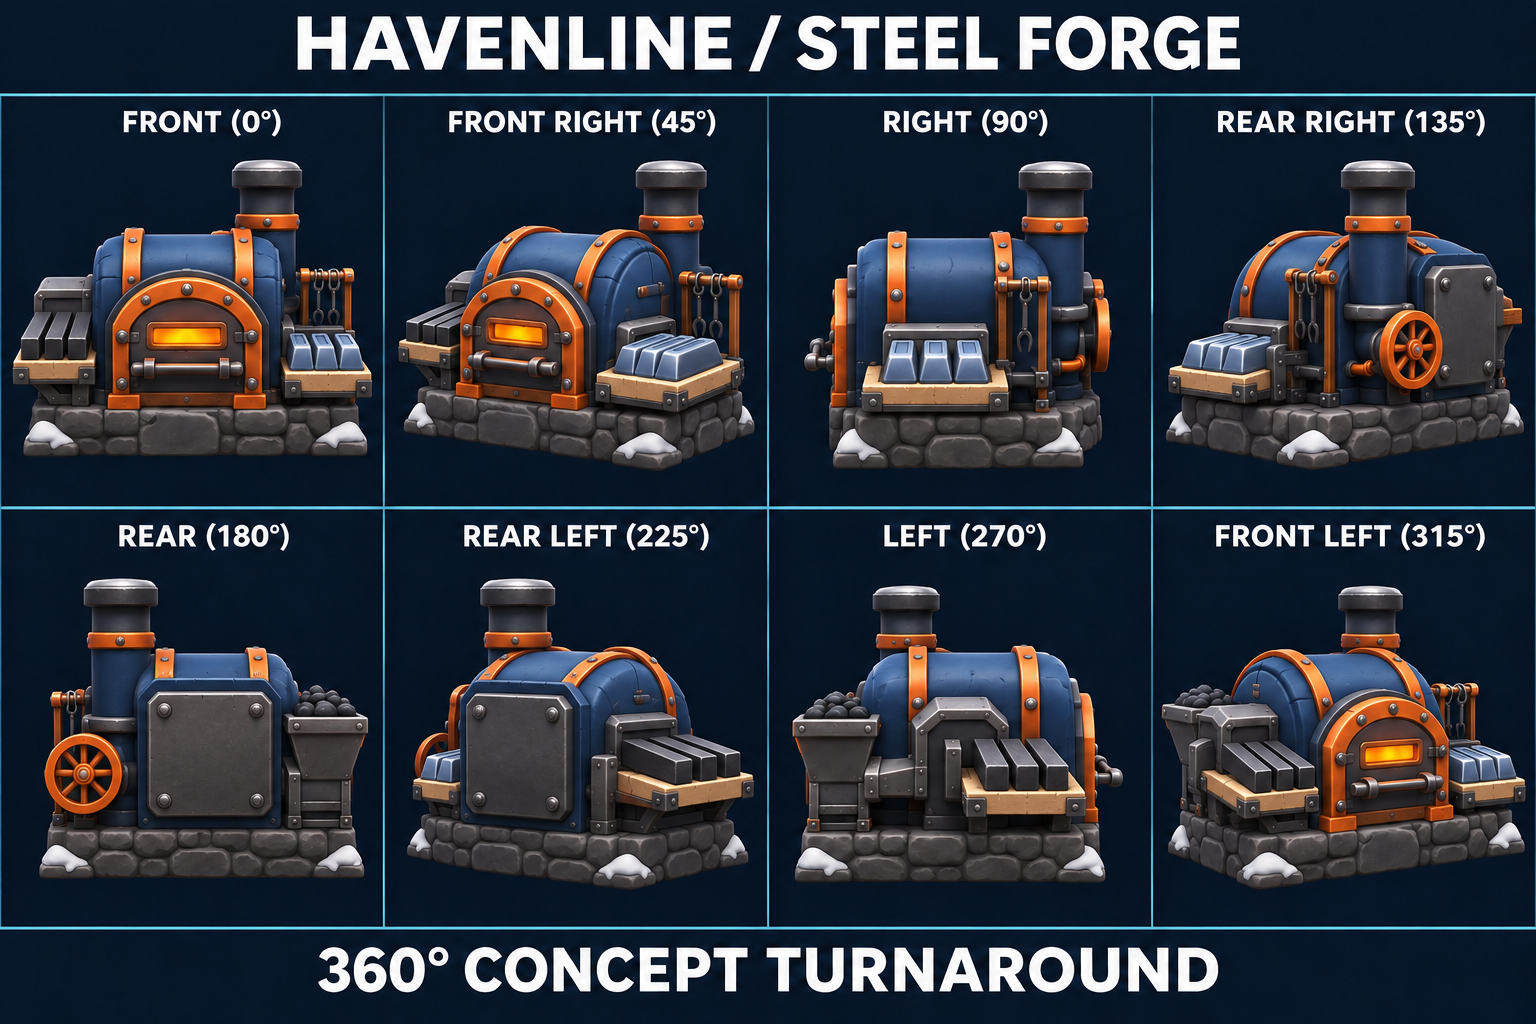 HAVENLINE / STEEL FORGE
FRONT (0°)
FRONT RIGHT (45°)
RIGHT (90°)
REAR RIGHT (135°)
REAR (180°)
REAR LEFT (225°)
LEFT (270°)
FRONT LEFT (315°)
360° CONCEPT TURNAROUND